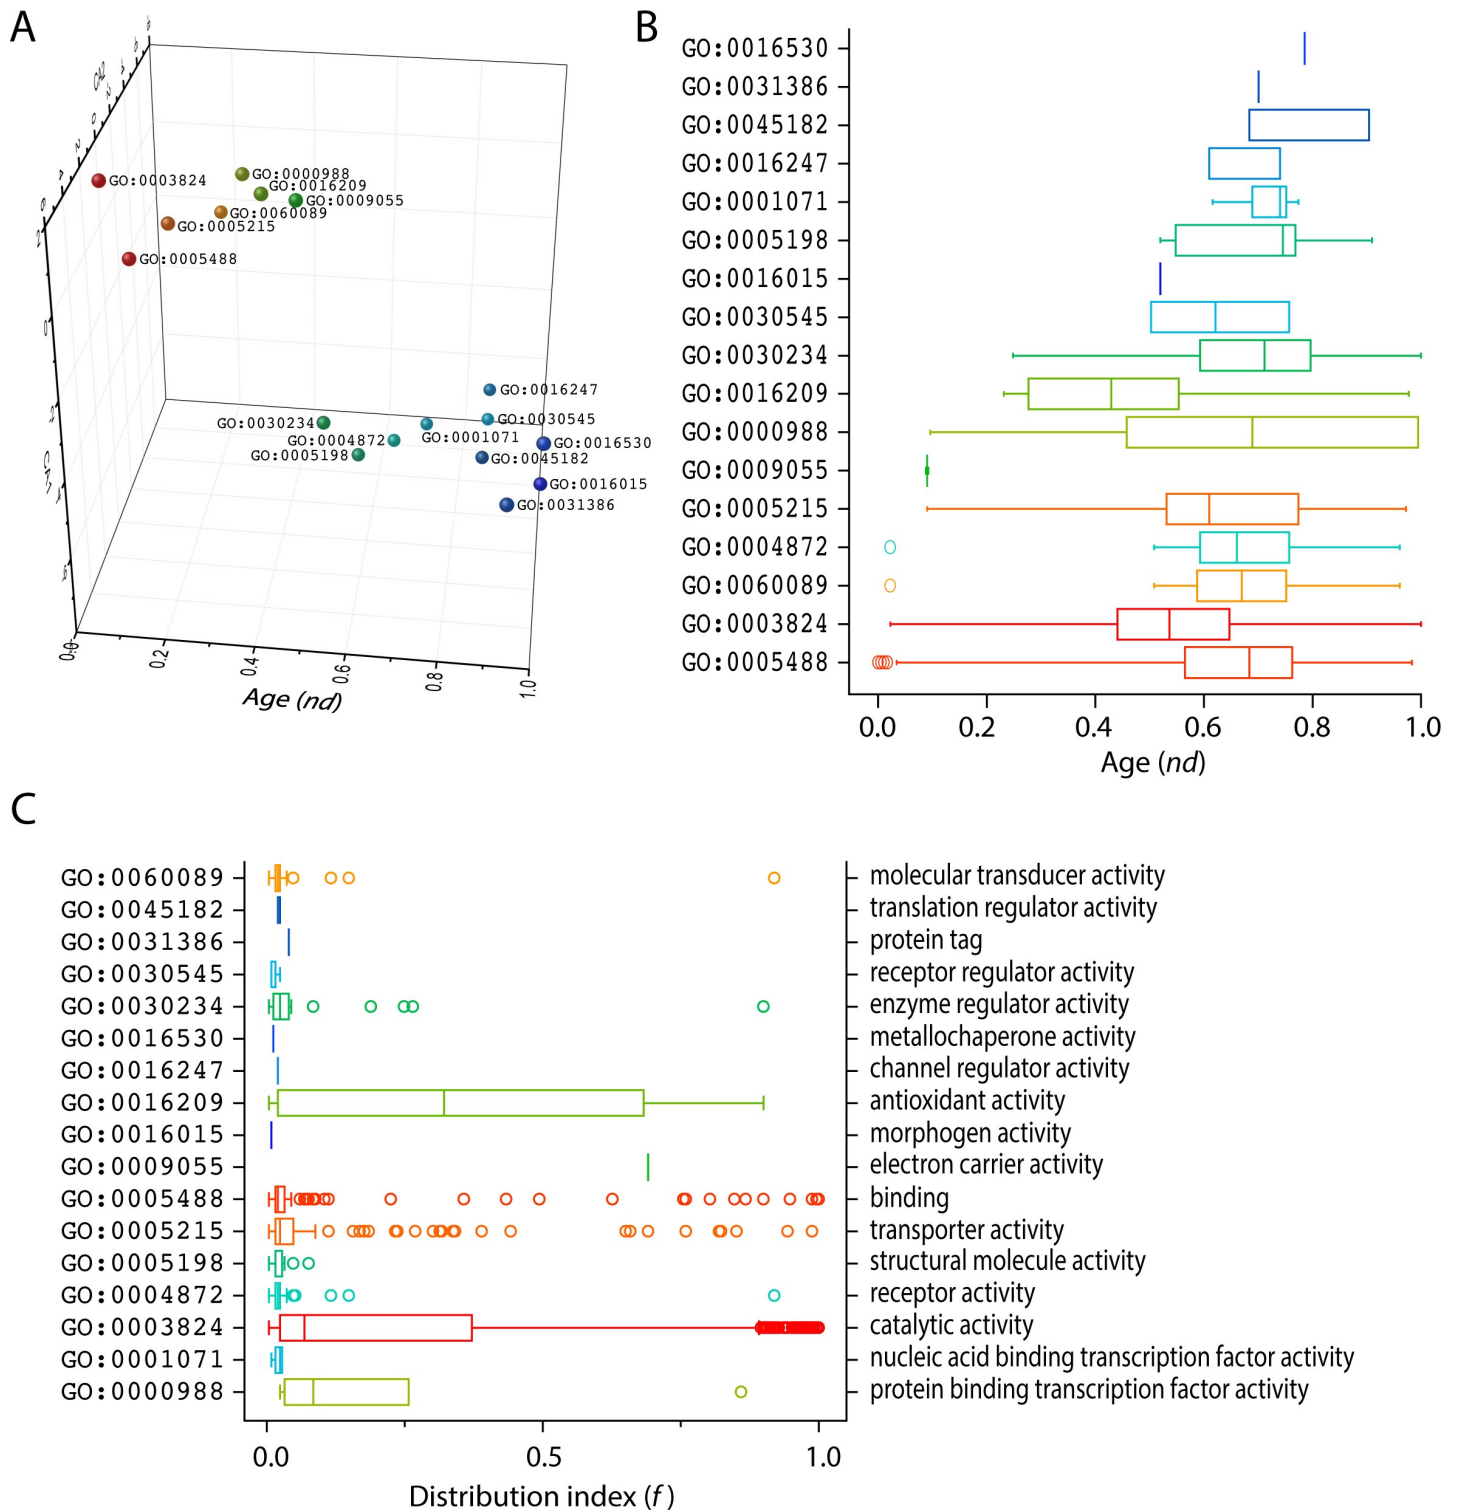 A
CA2
GO:0003824
GO:0000988
GO:0016209
GO:0009055
GO:0060089
GO:0005215
GO:0005488
GO:0016247
GO:0030545
GO:0030234
GO:0004872
GO:0001071
GO:0005198
GO:0016530
GO:0045182
GO:0016015
GO:0031386
0.0
0.2
0.4
0.6
0.8
1.0
Age (nd)
B
GO:0016530
GO:0031386
GO:0045182
GO:0016247
GO:0001071
GO:0005198
GO:0016015
GO:0030545
GO:0030234
GO:0016209
GO:0000988
GO:0009055
GO:0005215
GO:0004872
GO:0060089
GO:0003824
GO:0005488
0.0 0.2 0.4 0.6 0.8 1.0
Age (nd)
C
GO:0060089 molecular transducer activity
GO:0045182 translation regulator activity
GO:0031386 protein tag
GO:0030545 receptor regulator activity
GO:0030234 enzyme regulator activity
GO:0016530 metallochaperone activity
GO:0016247 channel regulator activity
GO:0016209 antioxidant activity
GO:0016015 morphogen activity
GO:0009055 electron carrier activity
GO:0005488 binding
GO:0005215 transporter activity
GO:0005198 structural molecule activity
GO:0004872 receptor activity
GO:0003824 catalytic activity
GO:0001071 nucleic acid binding transcription factor activity
GO:0000988 protein binding transcription factor activity
0.0 0.5 1.0
Distribution index (f)